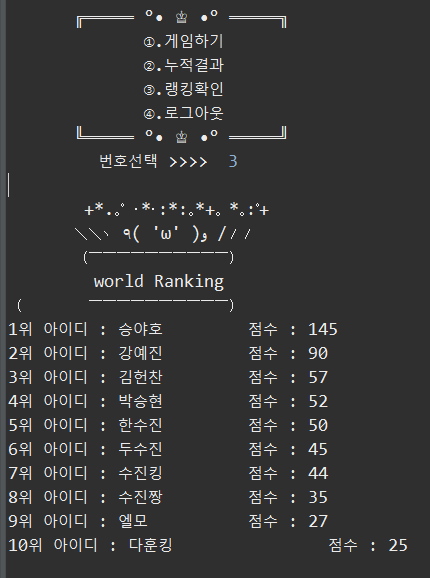 ╔════ °• ♔ •° ════╗
①.게임하기
②.누적결과
③.랭킹확인
④.로그아웃
╚════ °• ♔ •° ════╝
번호선택 >>>> 3
+*.。ﾟ･*･:*:。*+。*。:ﾟ+
＼＼ヽ ٩( 'ω' )و /／/
(￣￣￣￣￣￣￣￣￣￣)
world Ranking
( ￣￣￣￣￣￣￣￣￣￣)
1위 아이디 : 승야호 점수 : 145
2위 아이디 : 강예진 점수 : 90
3위 아이디 : 김헌찬 점수 : 57
4위 아이디 : 박승현 점수 : 52
5위 아이디 : 한수진 점수 : 50
6위 아이디 : 두수진 점수 : 45
7위 아이디 : 수진킹 점수 : 44
8위 아이디 : 수진짱 점수 : 35
9위 아이디 : 엘모 점수 : 27
10위 아이디 : 다훈킹 점수 : 25